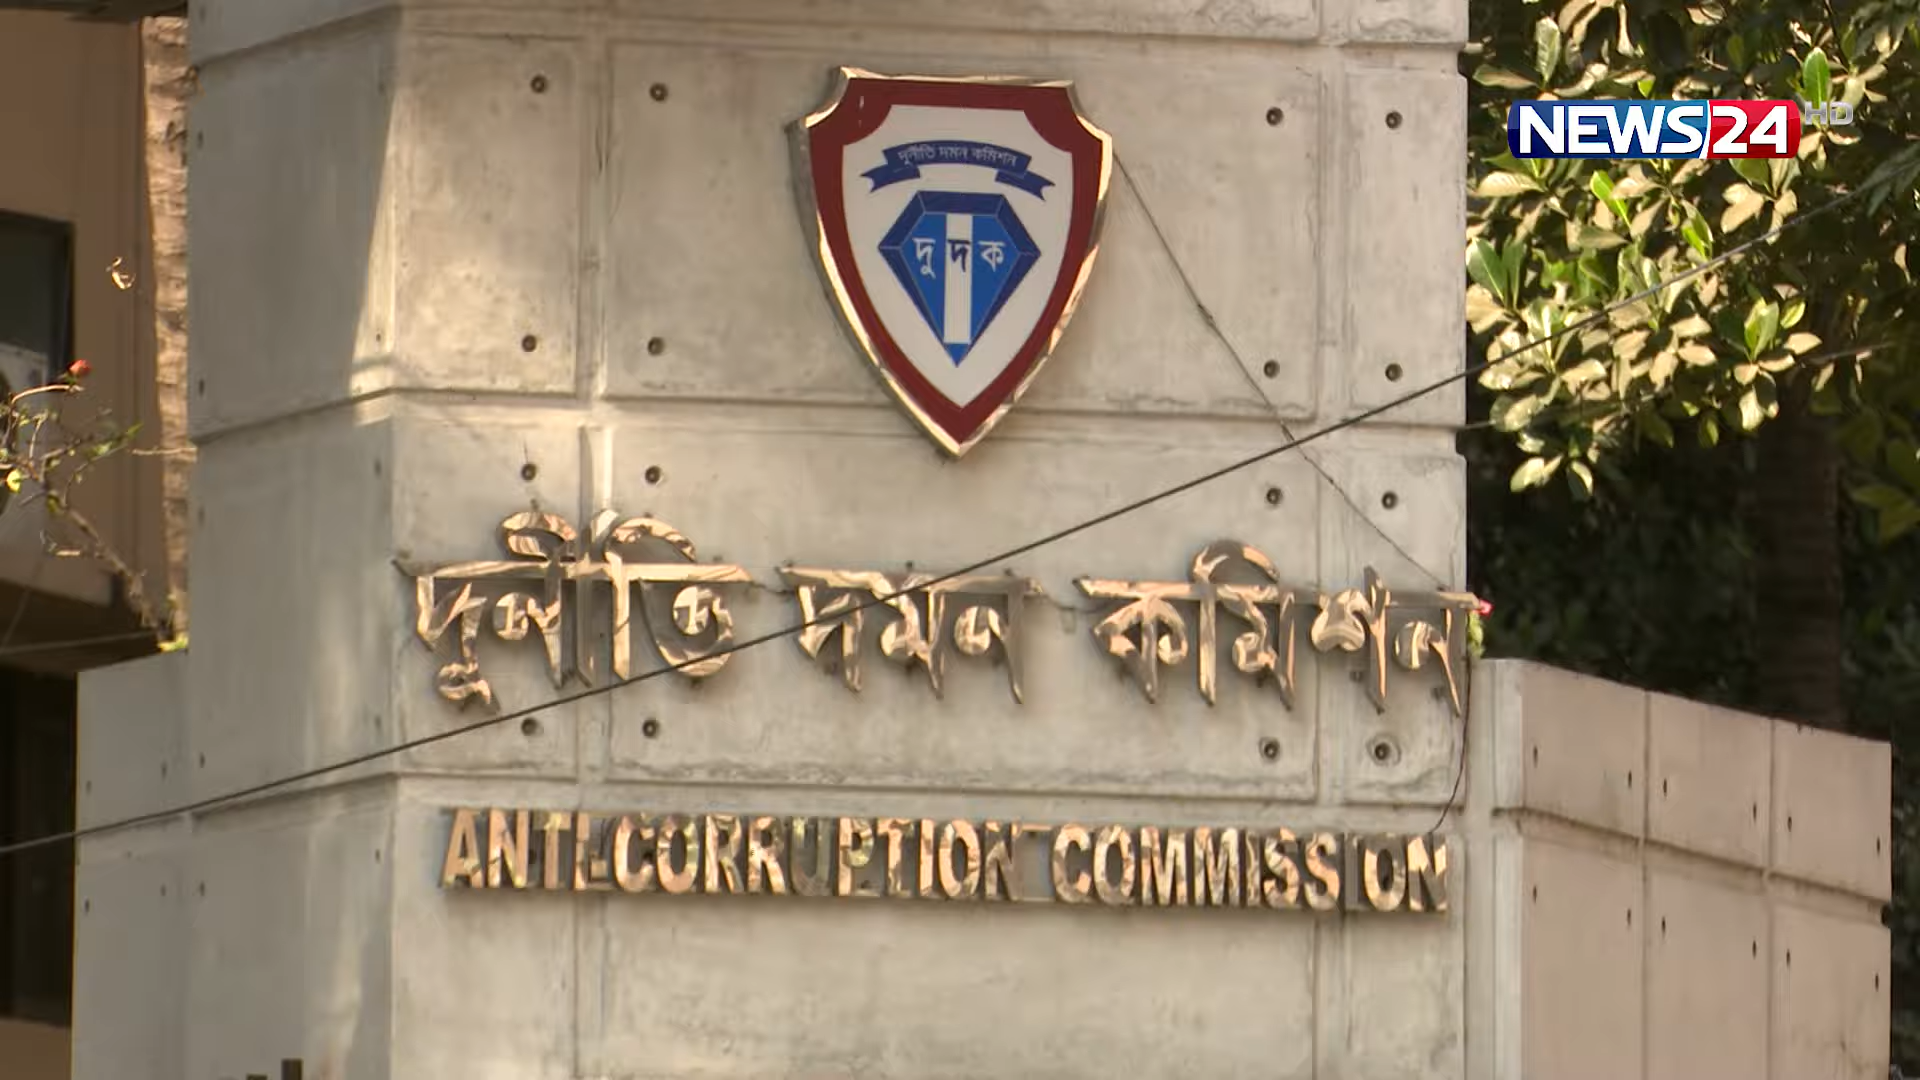 NEWS24 HD
দুর্নীতি দমন কমিশন
দুদক
দুর্নীতি দমন কমিশন
ANTI-CORRUPTION COMMISSION